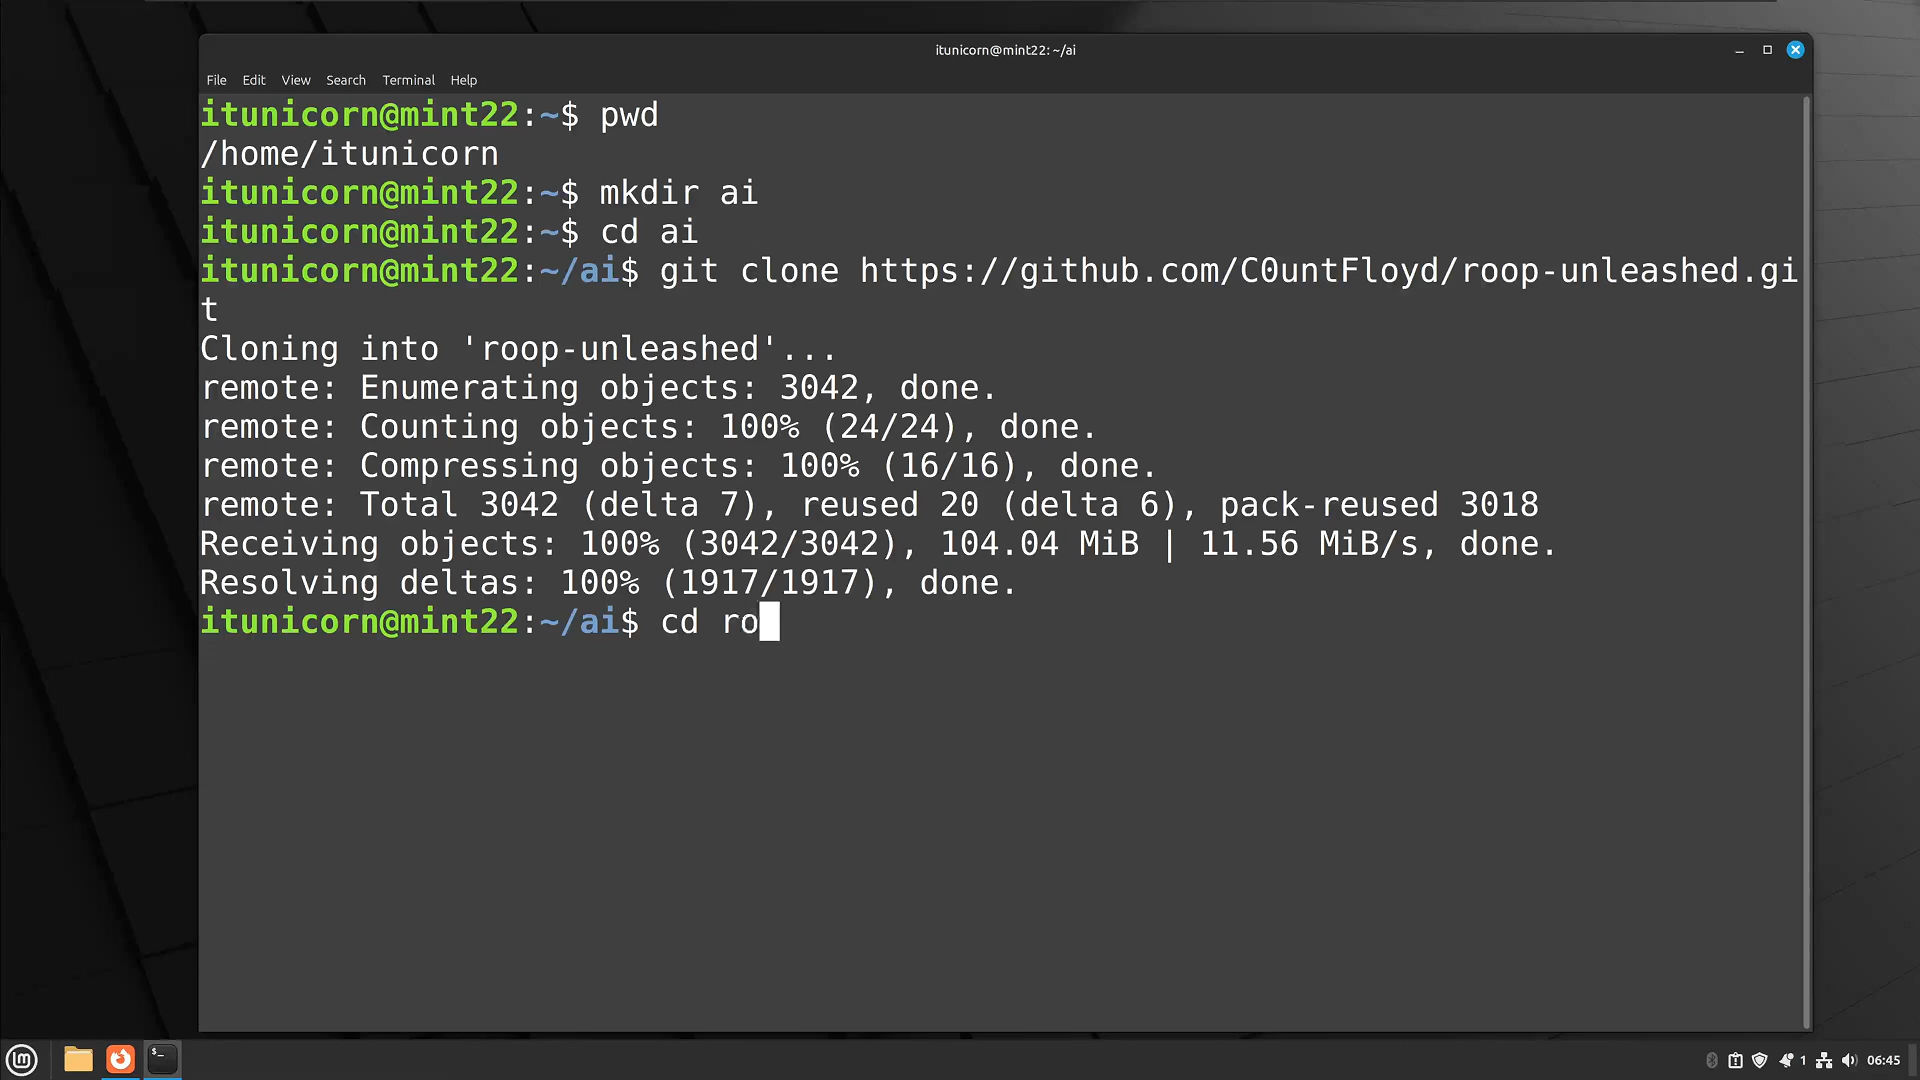 itunicorn@mint22: ~/ai
File Edit View Search Terminal Help
itunicorn@mint22:~$ pwd
/home/itunicorn
itunicorn@mint22:~$ mkdir ai
itunicorn@mint22:~$ cd ai
itunicorn@mint22:~/ai$ git clone https://github.com/C0untFloyd/roop-unleashed.gi
t
Cloning into 'roop-unleashed'...
remote: Enumerating objects: 3042, done.
remote: Counting objects: 100% (24/24), done.
remote: Compressing objects: 100% (16/16), done.
remote: Total 3042 (delta 7), reused 20 (delta 6), pack-reused 3018
Receiving objects: 100% (3042/3042), 104.04 MiB | 11.56 MiB/s, done.
Resolving deltas: 100% (1917/1917), done.
itunicorn@mint22:~/ai$ cd ro
1 06:45